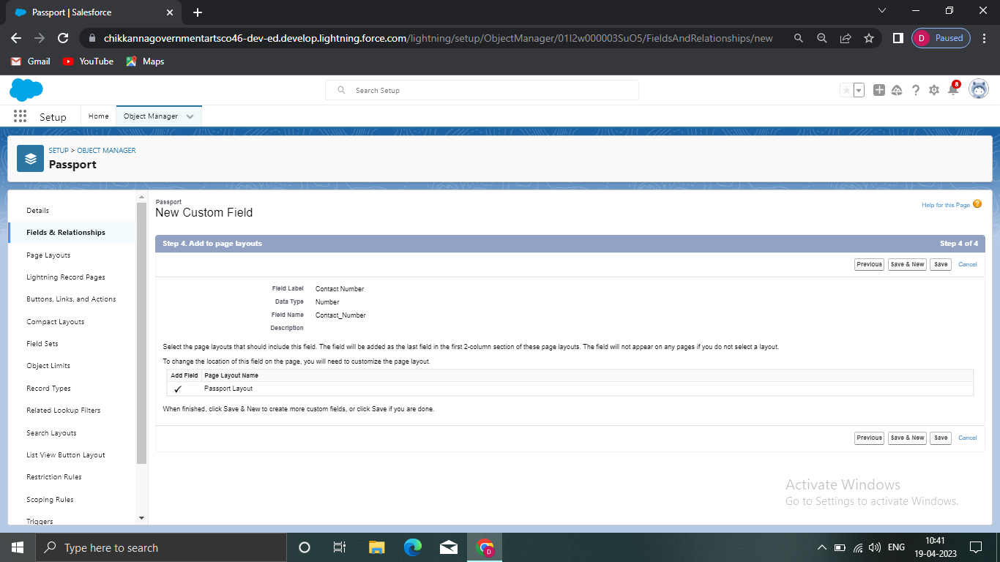 Passport | Salesforce
chikkannagovernmentartsco46-dev-ed.develop.lightning.force.com/lightning/setup/ObjectManager/01I2w000003SuO5/FieldsAndRelationships/new
D Paused
Gmail YouTube Maps
Search Setup
8
Setup Home Object Manager
SETUP > OBJECT MANAGER
Passport
Details
Fields & Relationships
Page Layouts
Lightning Record Pages
Buttons, Links, and Actions
Compact Layouts
Field Sets
Object Limits
Record Types
Related Lookup Filters
Search Layouts
List View Button Layout
Restriction Rules
Scoping Rules
Triggers
Passport
New Custom Field
Help for this Page ?
Step 4. Add to page layouts Step 4 of 4
Previous Save & New Save Cancel
Field Label Contact Number
Data Type Number
Field Name Contact_Number
Description
Select the page layouts that should include this field. The field will be added as the last field in the first 2-column section of these page layouts. The field will not appear on any pages if you do not select a layout.
To change the location of this field on the page, you will need to customize the page layout.
Add Field Page Layout Name
Passport Layout
When finished, click Save & New to create more custom fields, or click Save if you are done.
Previous Save & New Save Cancel
Activate Windows
Go to Settings to activate Windows.
Type here to search
D
ENG
10:41
19-04-2023